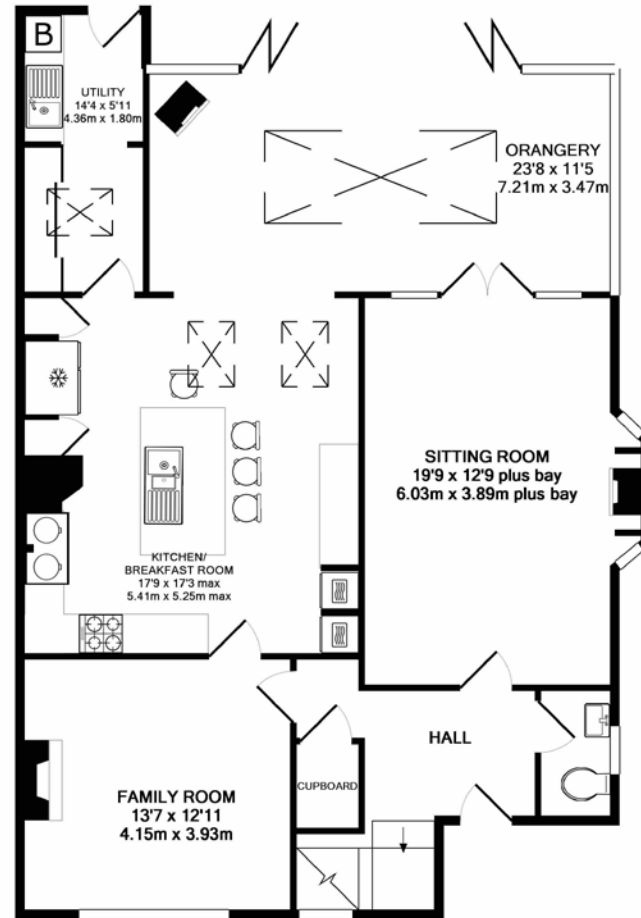 B
UTILITY
14'4 x 5'11
4.36m x 1.80m
ORANGERY
23'8 x 11'5
7.21m x 3.47m
SITTING ROOM
19'9 x 12'9 plus bay
6.03m x 3.89m plus bay
KITCHEN/
BREAKFAST ROOM
17'9 x 17'3 max
5.41m x 5.25m max
HALL
CUPBOARD
FAMILY ROOM
13'7 x 12'11
4.15m x 3.93m